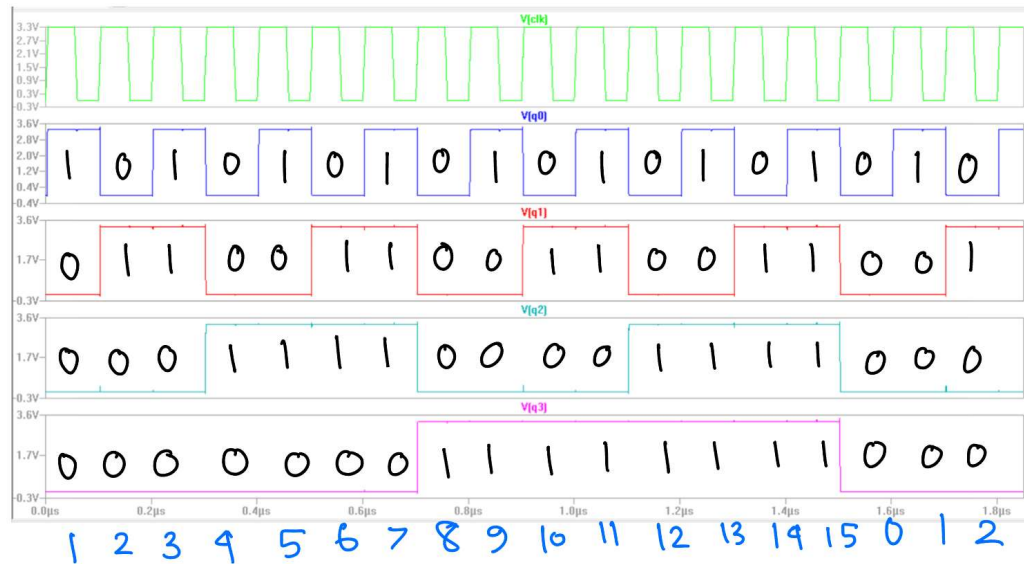 V(clk)
3.3V
2.7V
2.1V
1.5V
0.9V
0.3V
-0.3V
V(q0)
3.6V
2.8V
2.0V
1.2V
0.4V
-0.4V
1 0 1 0 1 0 1 0 1 0 1 0 1 0 1 0 1 0
V(q1)
3.6V
1.7V
-0.3V
0 1 1 0 0 1 1 0 0 1 1 0 0 1 1 0 0 1
V(q2)
3.6V
1.7V
-0.3V
0 0 0 1 1 1 1 0 0 0 0 1 1 1 1 0 0 0
V(q3)
3.6V
1.7V
-0.3V
0 0 0 0 0 0 0 1 1 1 1 1 1 1 1 0 0 0
0.0µs 0.2µs 0.4µs 0.6µs 0.8µs 1.0µs 1.2µs 1.4µs 1.6µs 1.8µs
1 2 3 4 5 6 7 8 9 10 11 12 13 14 15 0 1 2